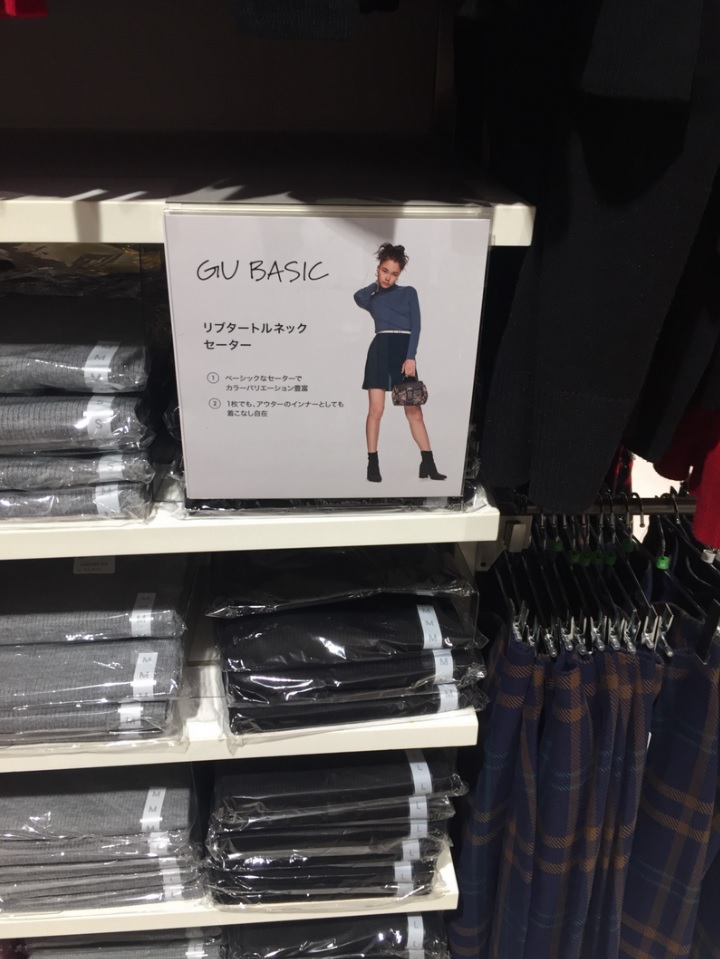 GU BASIC
リブタートルネック
セーター
1 ベーシックなセーターで
カラーバリエーション豊富
2 1枚でも、アウターのインナーとしても
着こなし自在
M
S
M
M
M
M
M
M
M
M
L
L
L
L